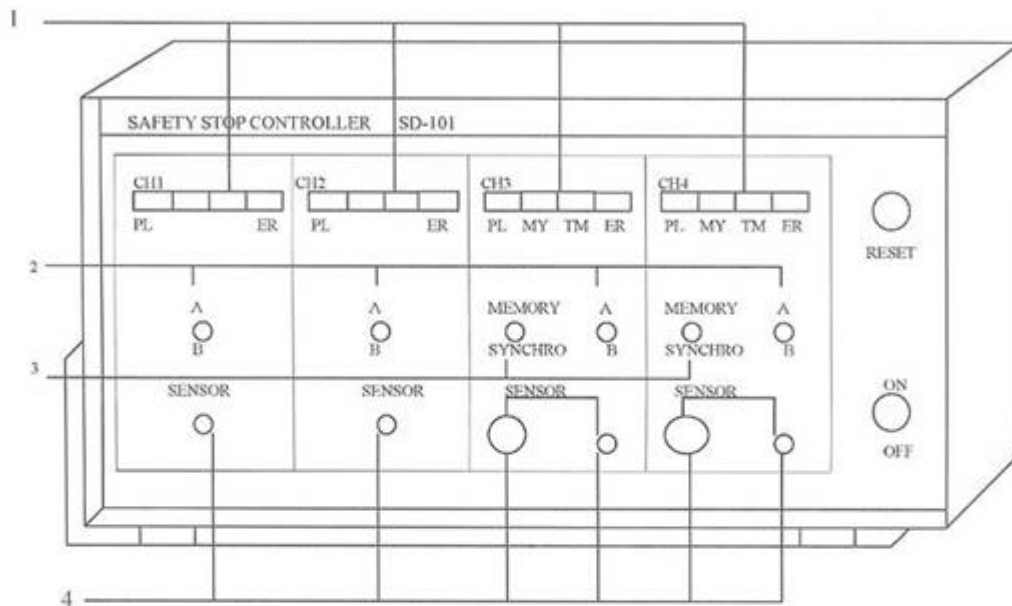 1
SAFETY STOP CONTROLLER SD-101
CH1 CH2 CH3 CH4
PL ER PL ER PL MY TM ER PL MY TM ER
RESET
2
A A MEMORY A MEMORY A
B B SYNCHRO B SYNCHRO B
3
SENSOR SENSOR SENSOR SENSOR
ON
OFF
4